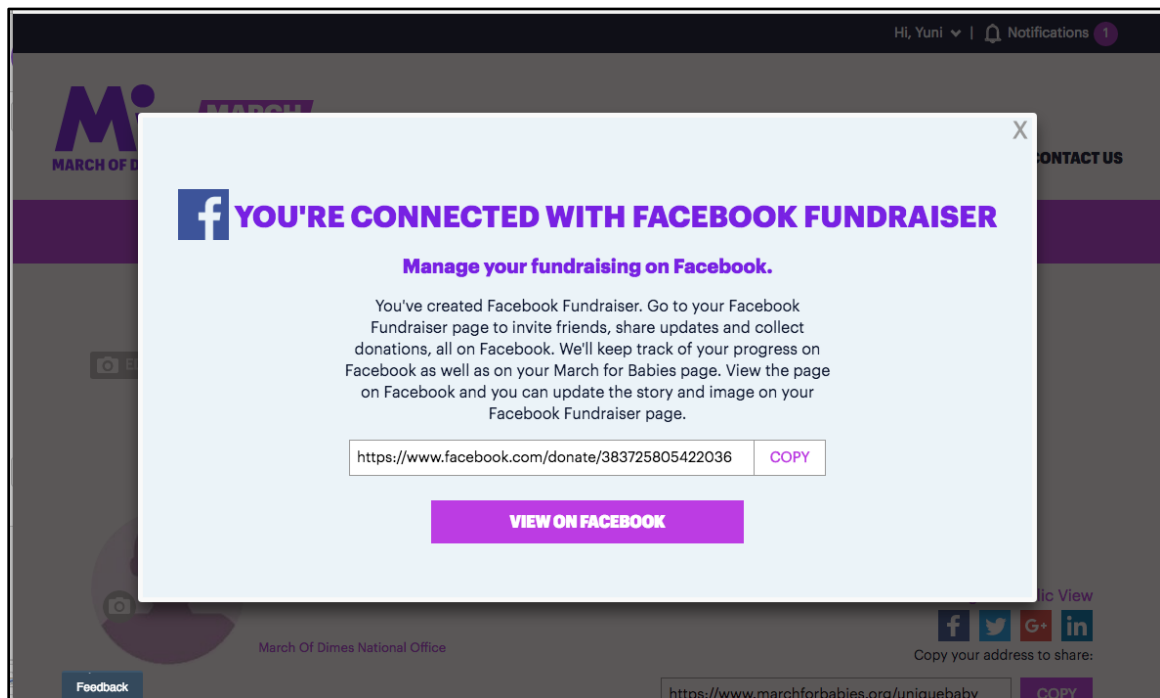 Hi, Yuni | Notifications 1
MARCH
MARCH OF D
CONTACT US
X
YOU'RE CONNECTED WITH FACEBOOK FUNDRAISER
Manage your fundraising on Facebook.
You've created Facebook Fundraiser. Go to your Facebook
Fundraiser page to invite friends, share updates and collect
donations, all on Facebook. We'll keep track of your progress on
Facebook as well as on your March for Babies page. View the page
on Facebook and you can update the story and image on your
Facebook Fundraiser page.
https://www.facebook.com/donate/383725805422036 COPY
VIEW ON FACEBOOK
lic View
March Of Dimes National Office
Copy your address to share:
Feedback
https://www.marchforbabies.org/uniquebaby COPY